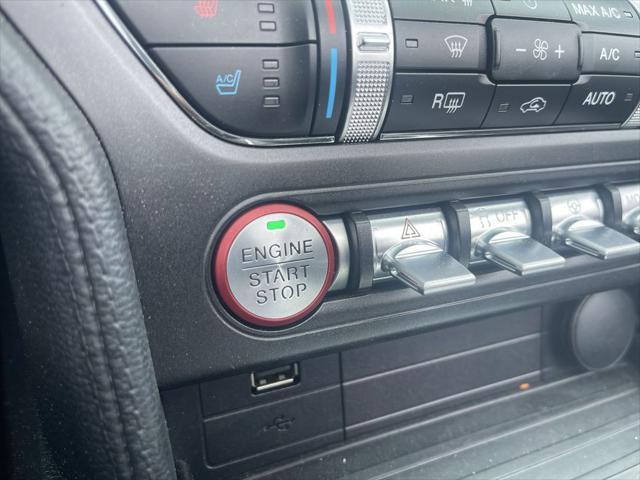 MAX A/C
A/C
A/C
R
AUTO
ENGINE
START
STOP
OFF